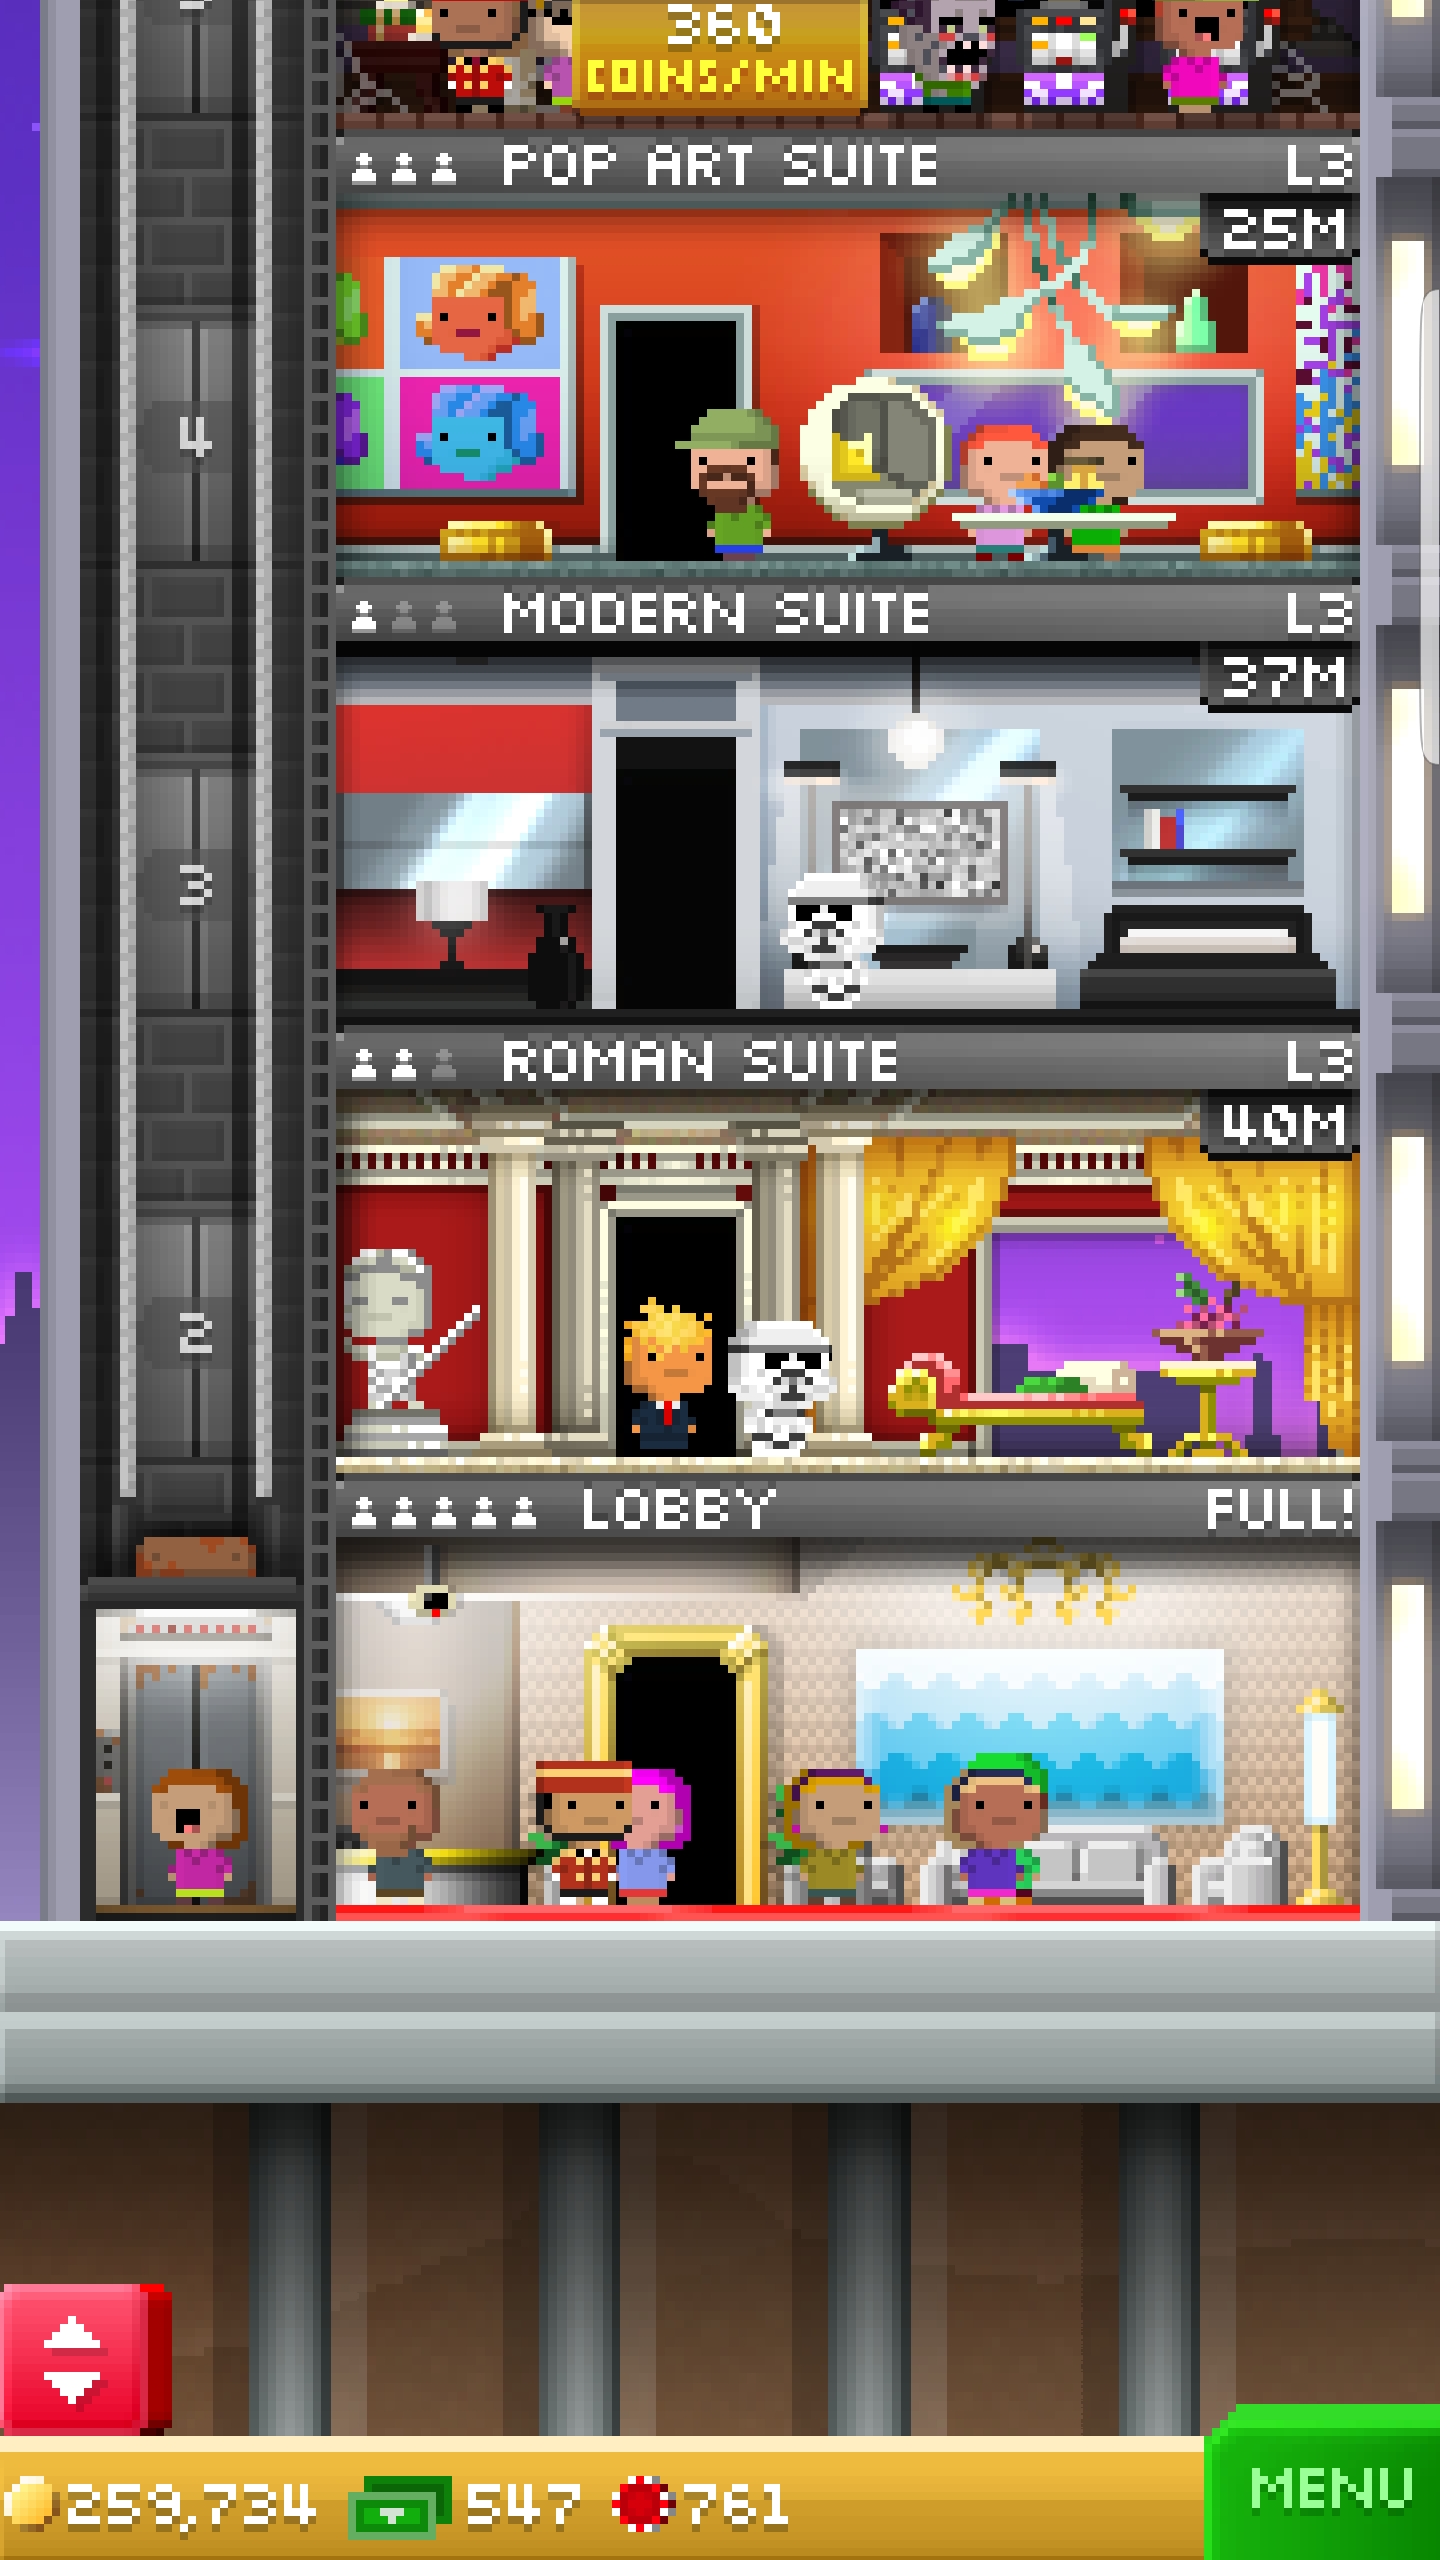 360
COINS/MIN
POP ART SUITE L3
25M
4
MODERN SUITE L3
37M
3
ROMAN SUITE L3
40M
2
LOBBY FULL!
259,734 547 761
MENU